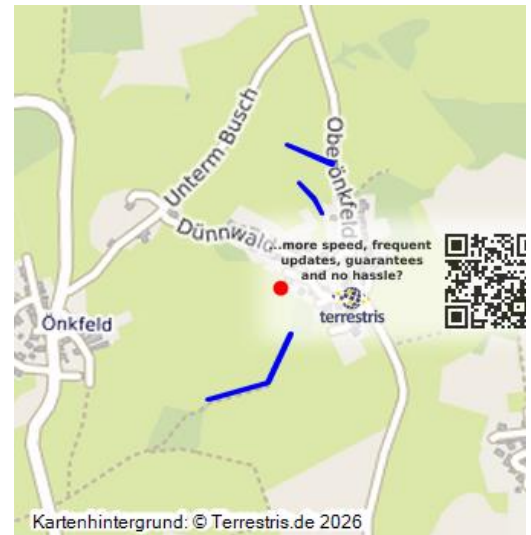 Unterm Busch
Oberönkfeld
Dünnwald
...more speed, frequent
updates, guarantees
and no hassle?
terrestris
Önkfeld
Kartenhintergrund: © Terrestris.de 2026